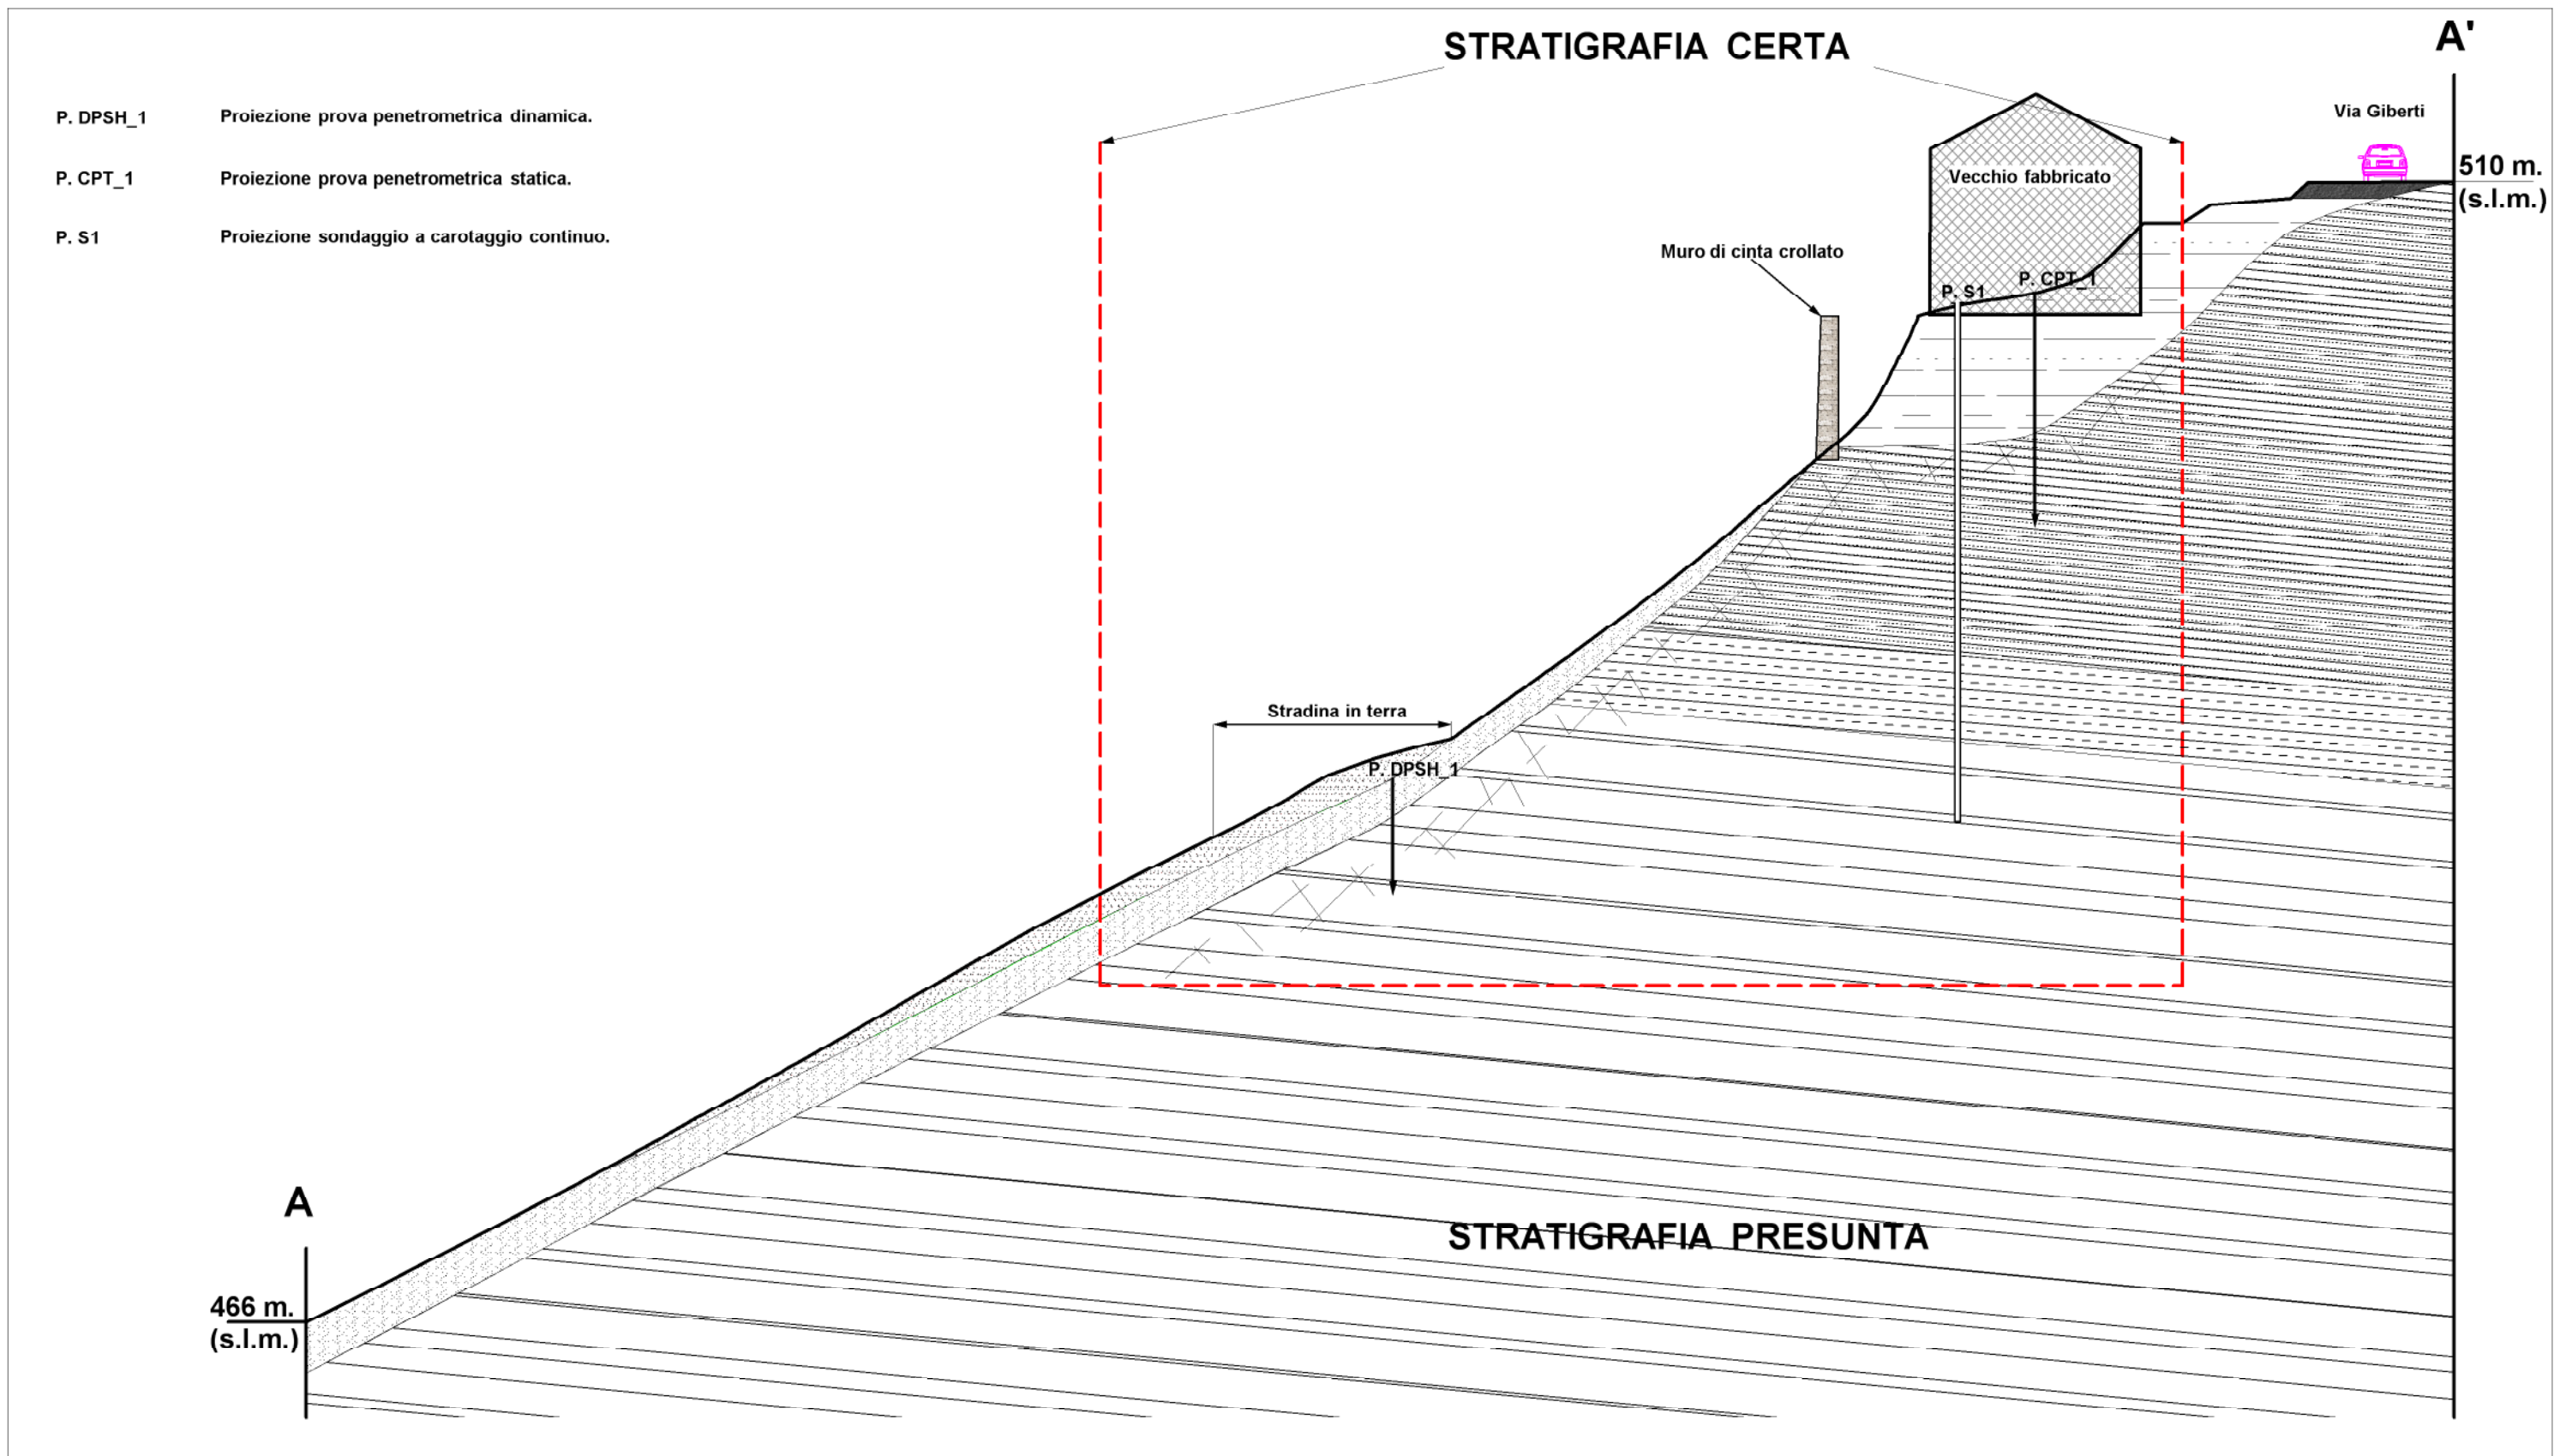 STRATIGRAFIA CERTA
A'
P. DPSH_1 Proiezione prova penetrometrica dinamica.
Via Giberti
510 m.
(s.l.m.)
P. CPT_1 Proiezione prova penetrometrica statica.
Vecchio fabbricato
P. S1 Proiezione sondaggio a carotaggio continuo.
Muro di cinta crollato
P. CPT_1
P. S1
Stradina in terra
P. DPSH_1
A
STRATIGRAFIA PRESUNTA
466 m.
(s.l.m.)